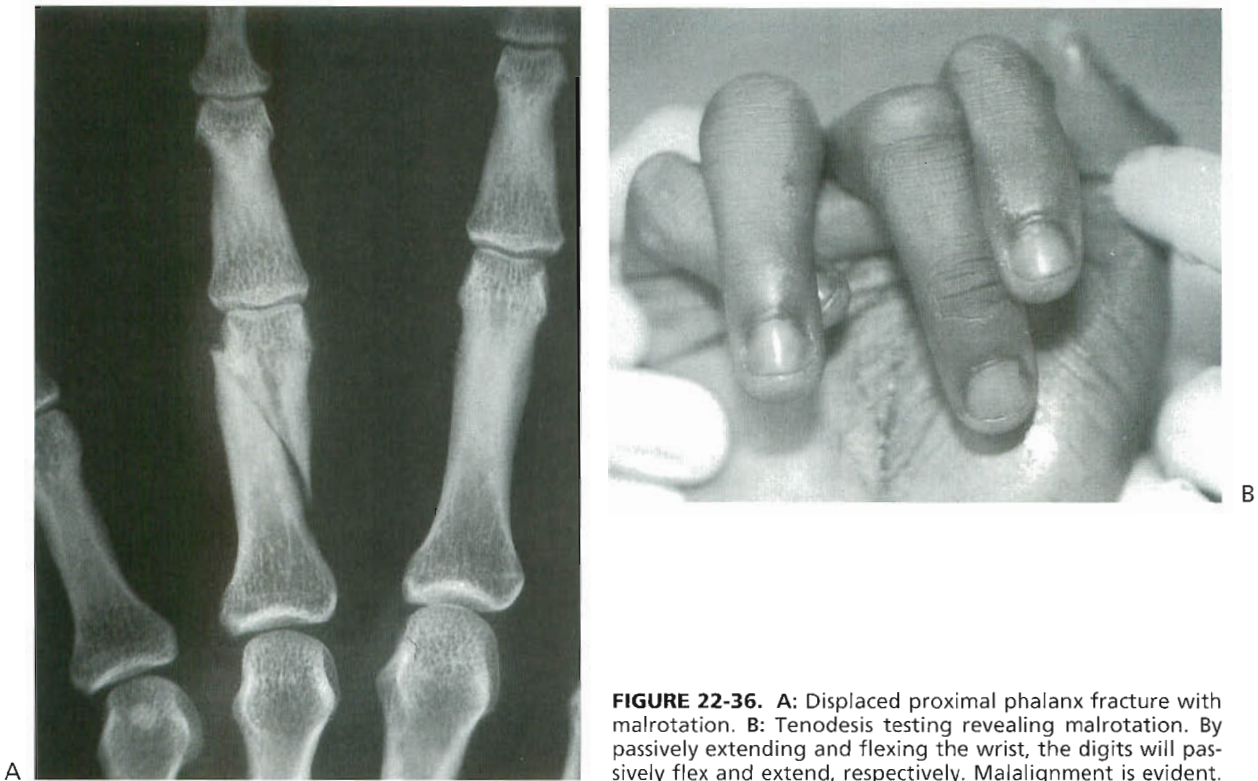 A
B
FIGURE 22-36. A: Displaced proximal phalanx fracture with
malrotation. B: Tenodesis testing revealing malrotation. By
passively extending and flexing the wrist, the digits will pas-
sively flex and extend, respectively. Malalignment is evident.